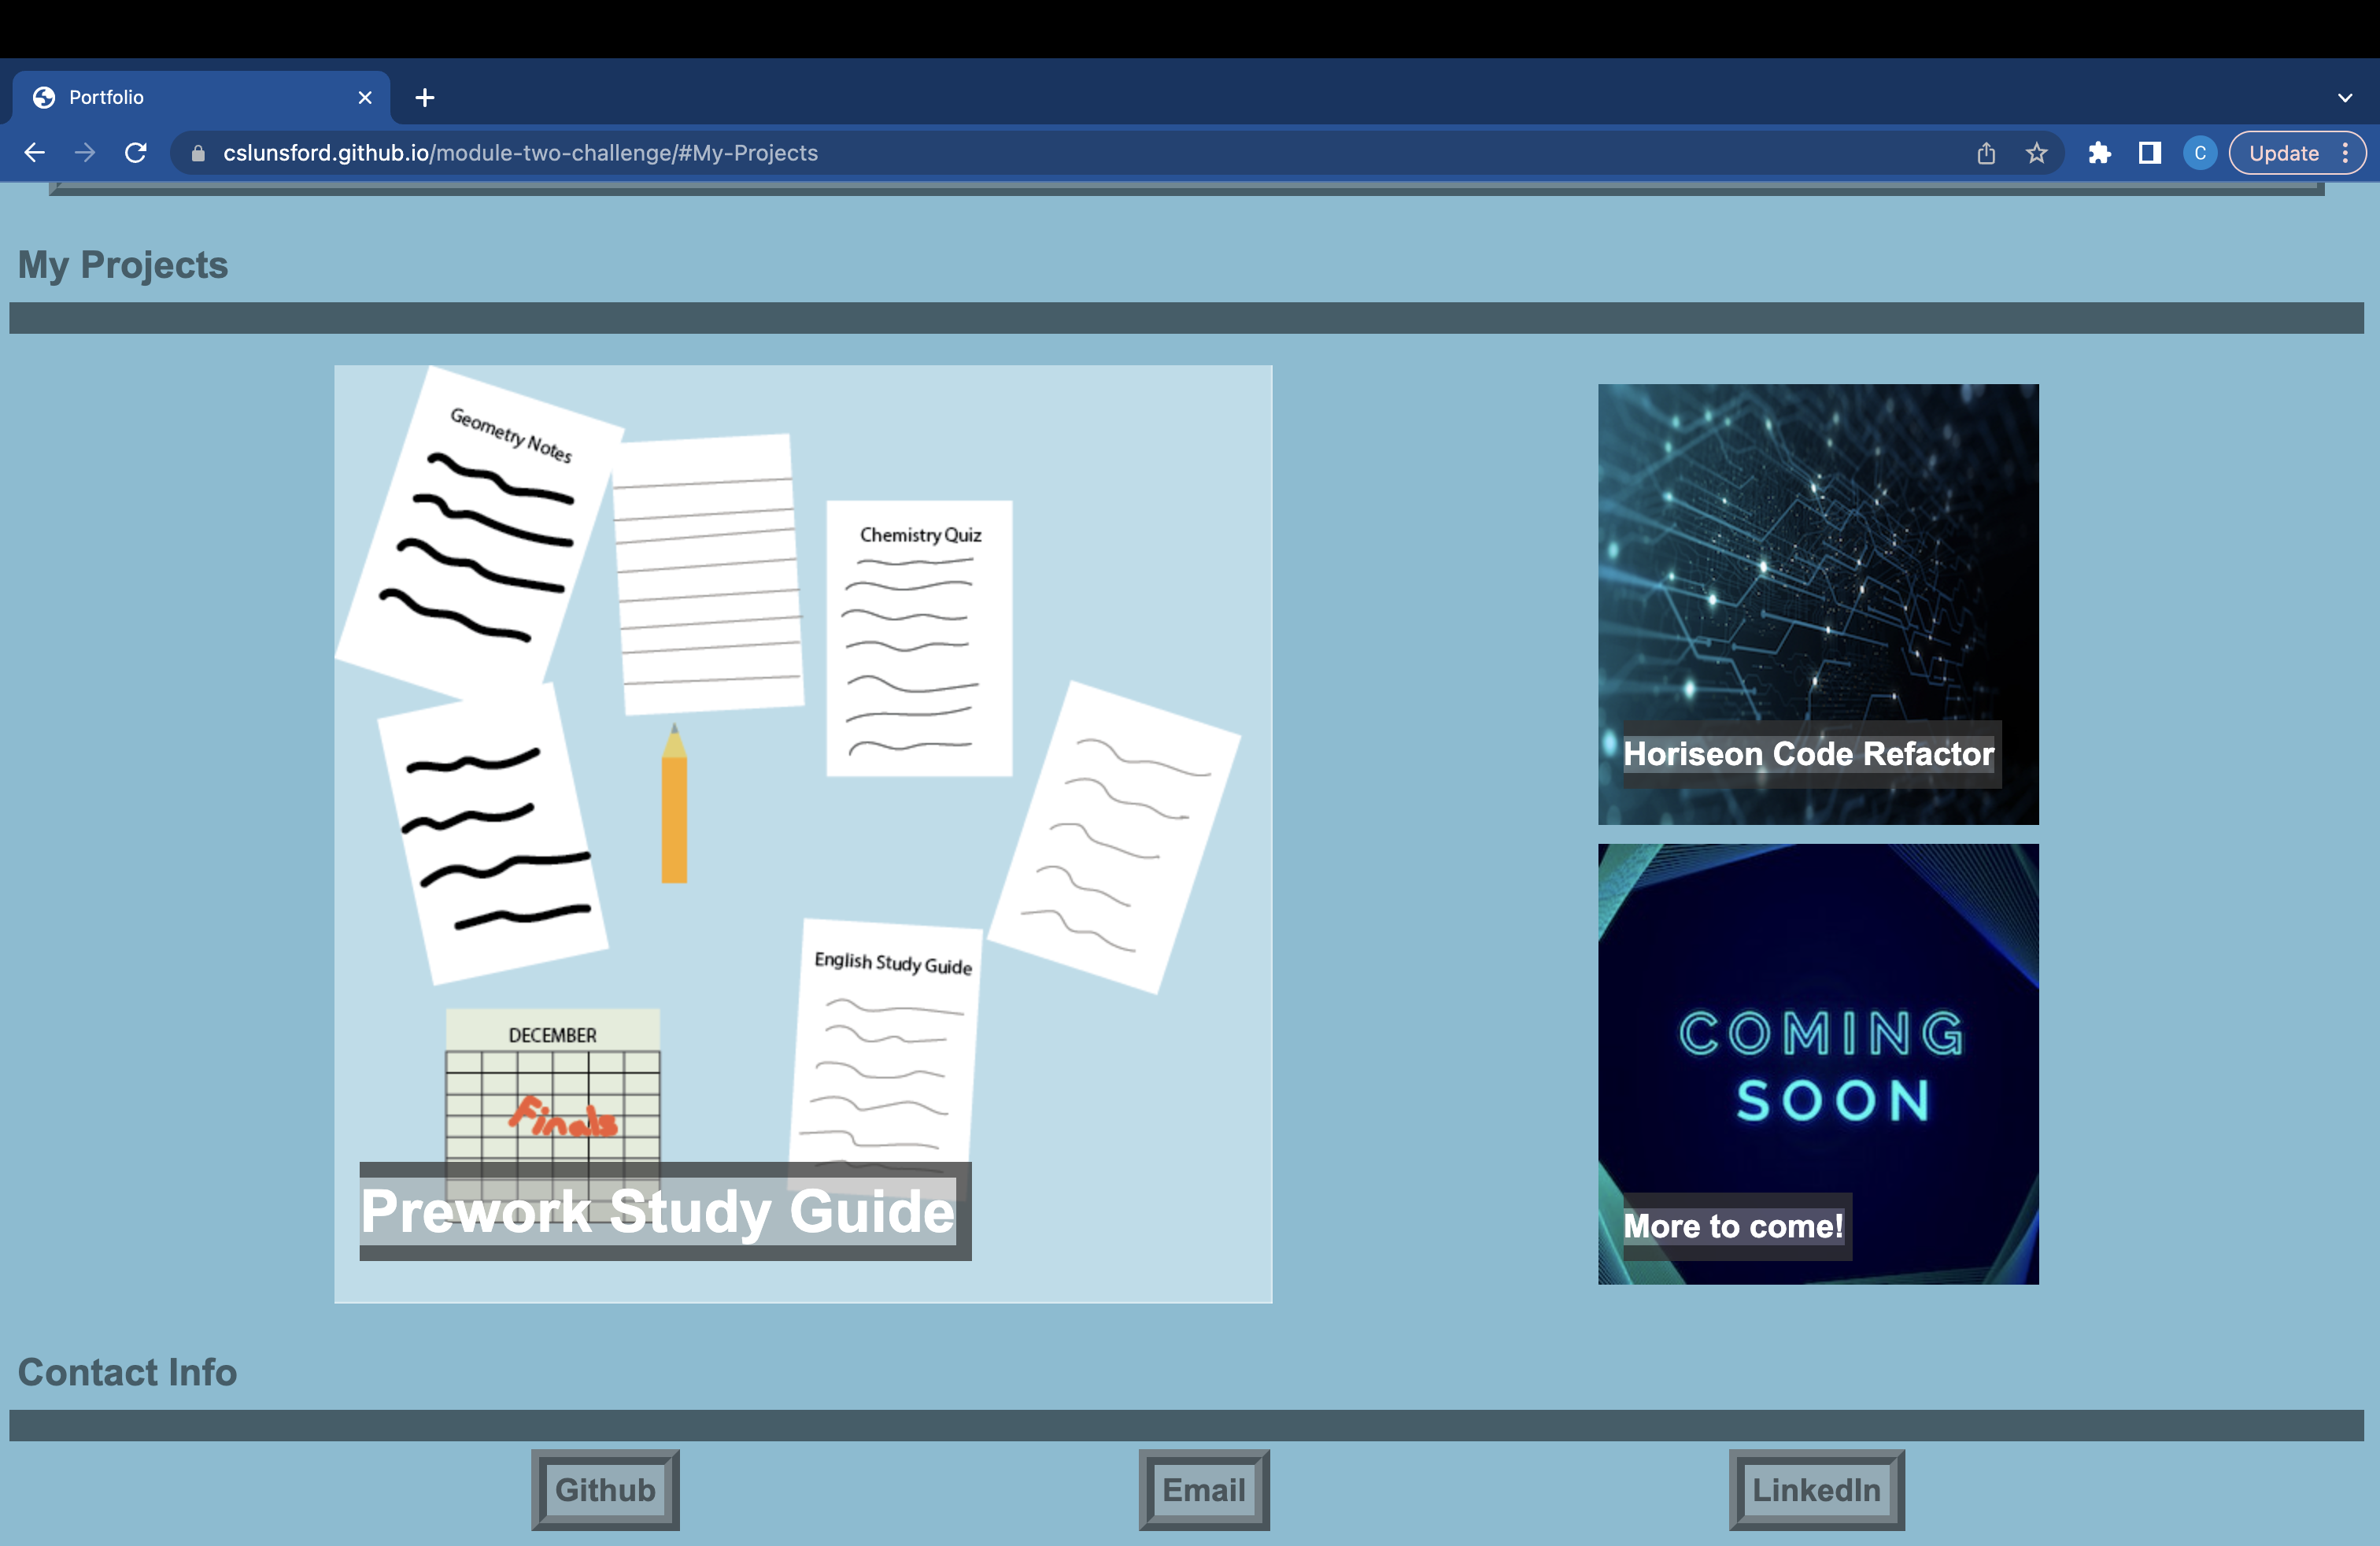 Portfolio
cslunsford.github.io/module-two-challenge/#My-Projects
C
Update
My Projects
Geometry Notes
Chemistry Quiz
English Study Guide
DECEMBER
Finals
Prework Study Guide
Horiseon Code Refactor
COMING
SOON
More to come!
Contact Info
Github
Email
LinkedIn